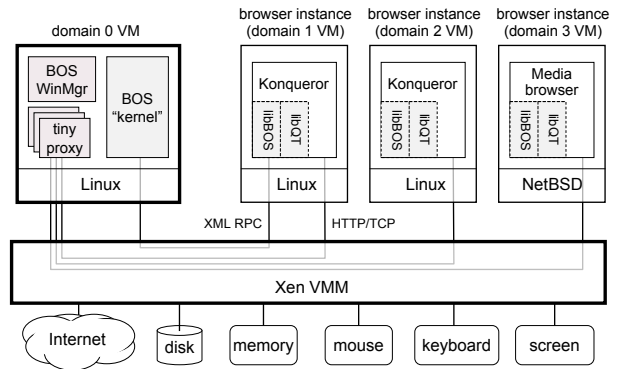 domain 0 VM
browser instance
(domain 1 VM)
browser instance
(domain 2 VM)
browser instance
(domain 3 VM)
BOS
WinMgr
tiny
proxy
BOS
“kernel”
Linux
Konqueror
libBOS
libQT
Linux
Konqueror
libBOS
libQT
Linux
Media
browser
libBOS
libQT
NetBSD
XML RPC
HTTP/TCP
Xen VMM
Internet
disk
memory
mouse
keyboard
screen